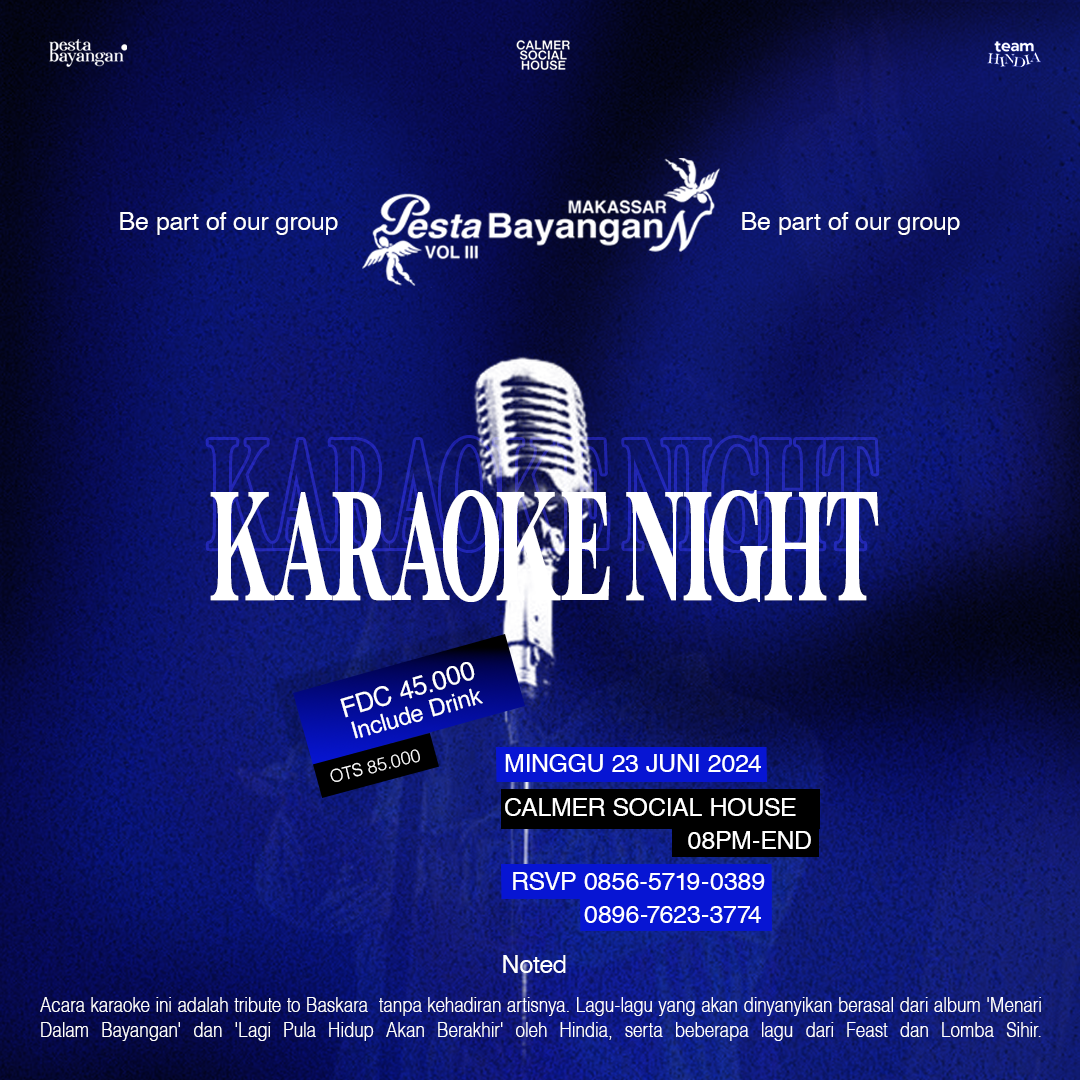 pesta
bayangan
CALMER
SOCIAL
HOUSE
team
HINDIA
Be part of our group
MAKASSAR
Pesta BayanganN
VOL III
Be part of our group
KARAOKE NIGHT
KARAOKE NIGHT
FDC 45.000
Include Drink
OTS 85.000
MINGGU 23 JUNI 2024
CALMER SOCIAL HOUSE
08PM-END
RSVP 0856-5719-0389
0896-7623-3774
Noted
Acara karaoke ini adalah tribute to Baskara tanpa kehadiran artisnya. Lagu-lagu yang akan dinyanyikan berasal dari album 'Menari
Dalam Bayangan' dan 'Lagi Pula Hidup Akan Berakhir' oleh Hindia, serta beberapa lagu dari Feast dan Lomba Sihir.